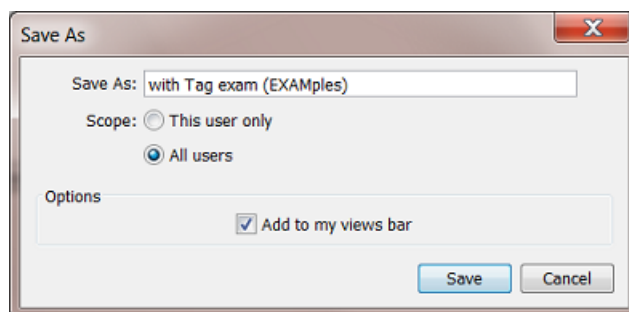 Save As
Save As: with Tag exam (EXAMples)
Scope: This user only
All users
Options
Add to my views bar
Save Cancel